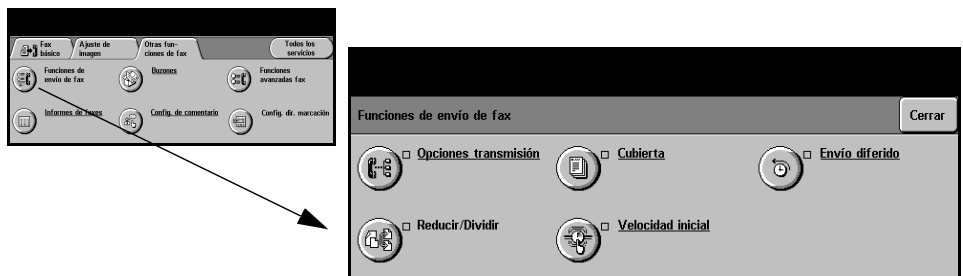 Fax básico
Ajuste de imagen
Otras fun-
ciones de fax
Todos los servicios
Funciones de envío de fax
Buzones
Funciones avanzadas fax
Informes de faxes
Config. de comentario
Config. dir. marcación
Funciones de envío de fax
Cerrar
Opciones transmisión
Cubierta
Envío diferido
Reducir/Dividir
Velocidad inicial